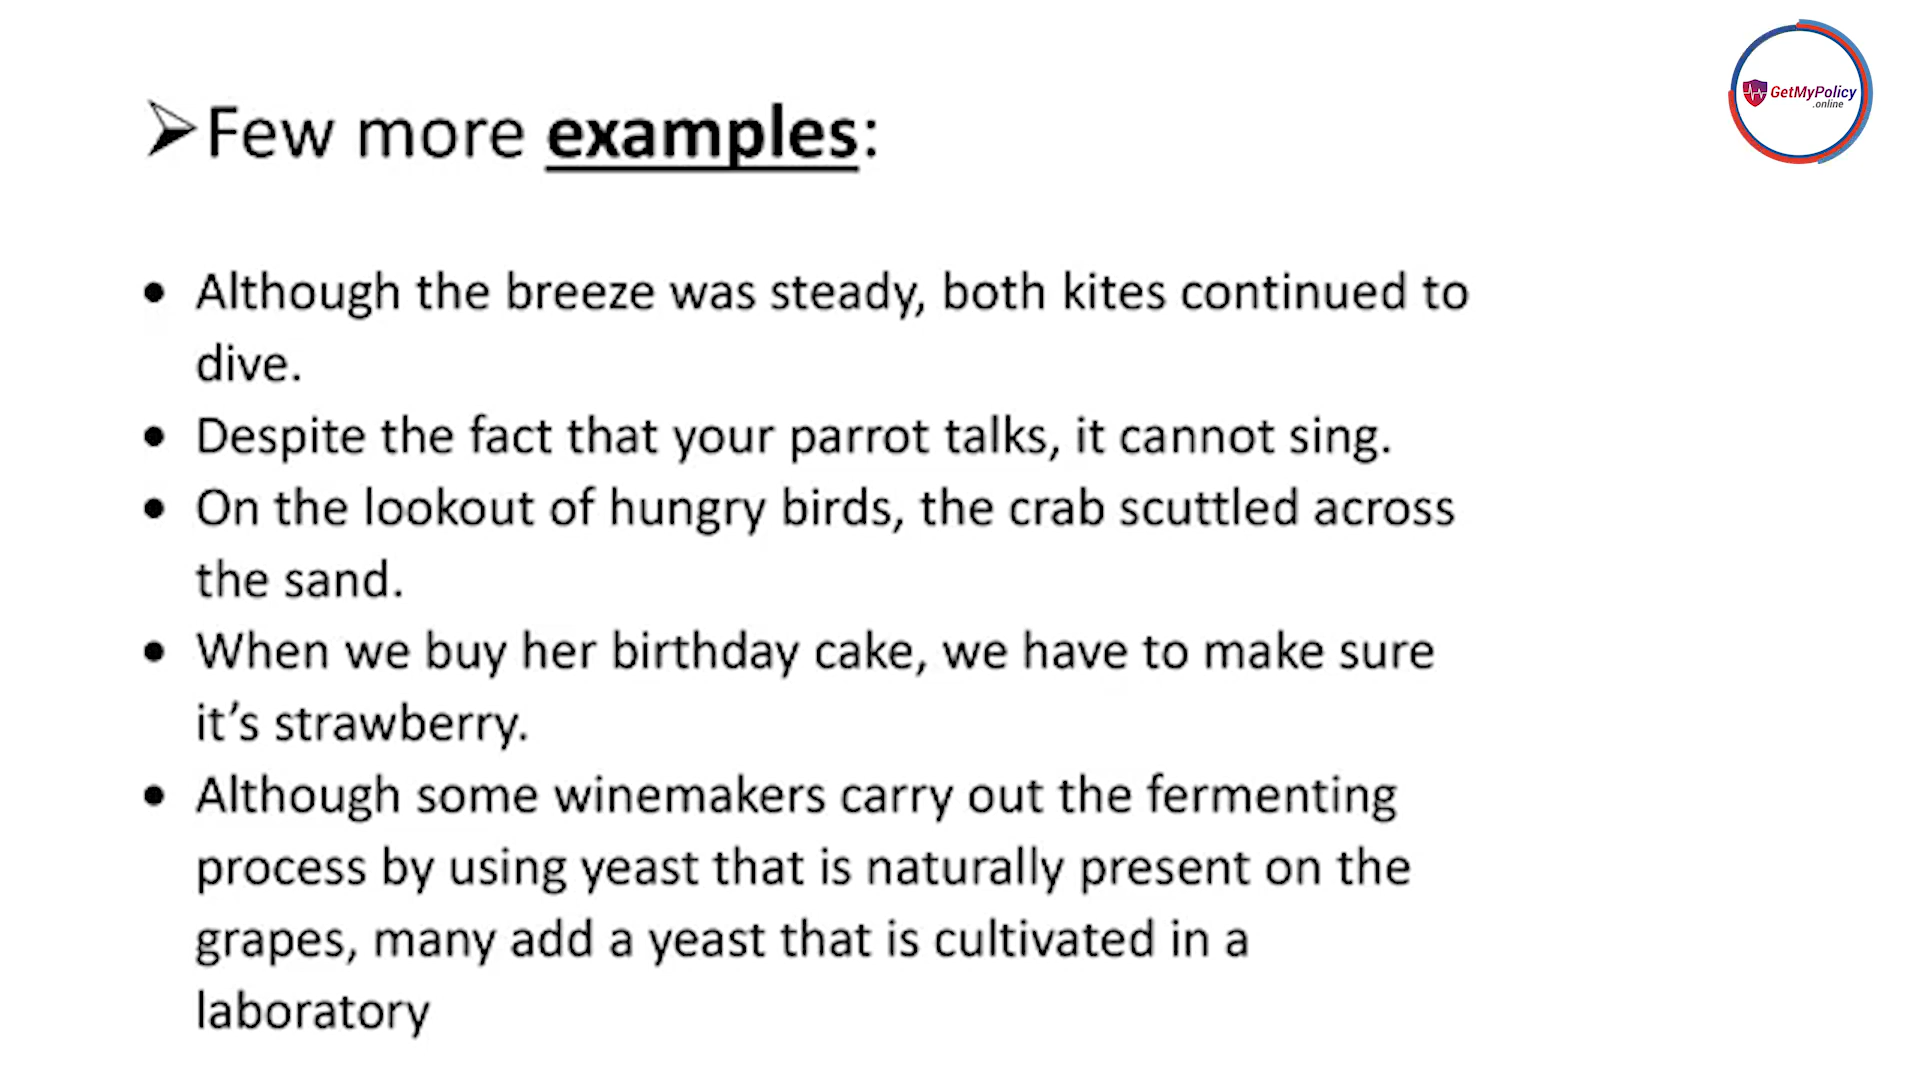 ➢Few more examples:
GetMyPolicy
.online
• Although the breeze was steady, both kites continued to
dive.
• Despite the fact that your parrot talks, it cannot sing.
• On the lookout of hungry birds, the crab scuttled across
the sand.
• When we buy her birthday cake, we have to make sure
it’s strawberry.
• Although some winemakers carry out the fermenting
process by using yeast that is naturally present on the
grapes, many add a yeast that is cultivated in a
laboratory